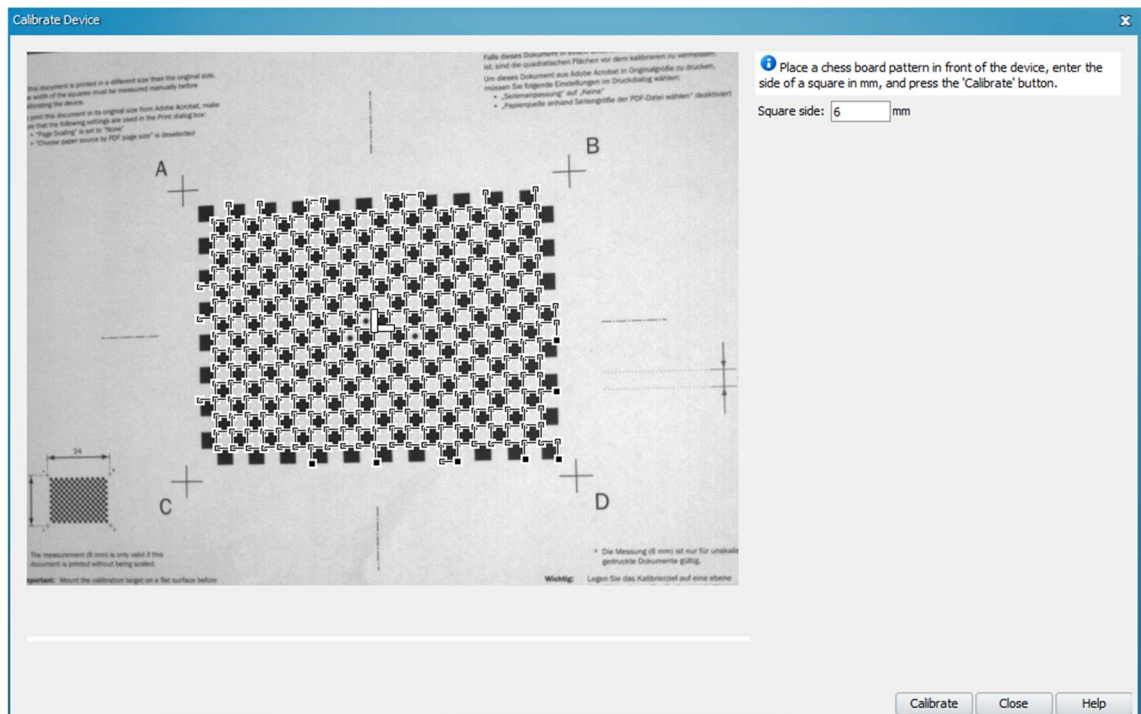 Calibrate Device
this document is printed in a different size than the original size,
width of the squares must be measured manually before
the device.
print this document in its original size from Adobe Acrobat, make
that the following settings are used in the Print dialog box:
• "Page Scaling" is set to "None"
• "Choose paper source by PDF page size" is deselected
Falls dieses Dokument in
ist, sind die quadratischen Flächen vor dem kalibrieren zu vermessen.
Um dieses Dokument aus Adobe Acrobat in Originalgröße zu drucken,
müssen Sie folgende Einstellungen im Druckdialog wählen:
• „Seitenanpassung" auf „Keine"
• „Papierquelle anhand Seitengröße der PDF-Datei wählen" deaktiviert
Place a chess board pattern in front of the device, enter the
side of a square in mm, and press the 'Calibrate' button.
Square side: 6 mm
A
B
C
D
24
The measurement (6 mm) is only valid if this
document is printed without being scaled.
Mount the calibration target on a flat surface before
* Die Messung (6 mm) ist nur für
gedruckte Dokumente gültig.
Wichtig: Legen Sie das Kalibrierziel auf eine ebene
Calibrate
Close
Help